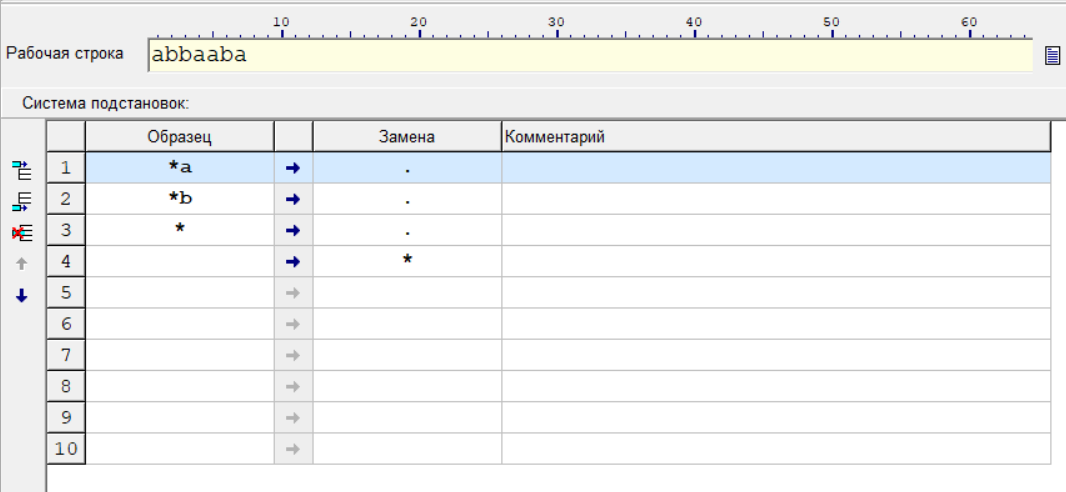 10 20 30 40 50 60
Рабочая строка abbaaba
Система подстановок:
Образец Замена Комментарий
1 *a → .
2 *b → .
3 * → .
4 → *
5 →
6 →
7 →
8 →
9 →
10 →